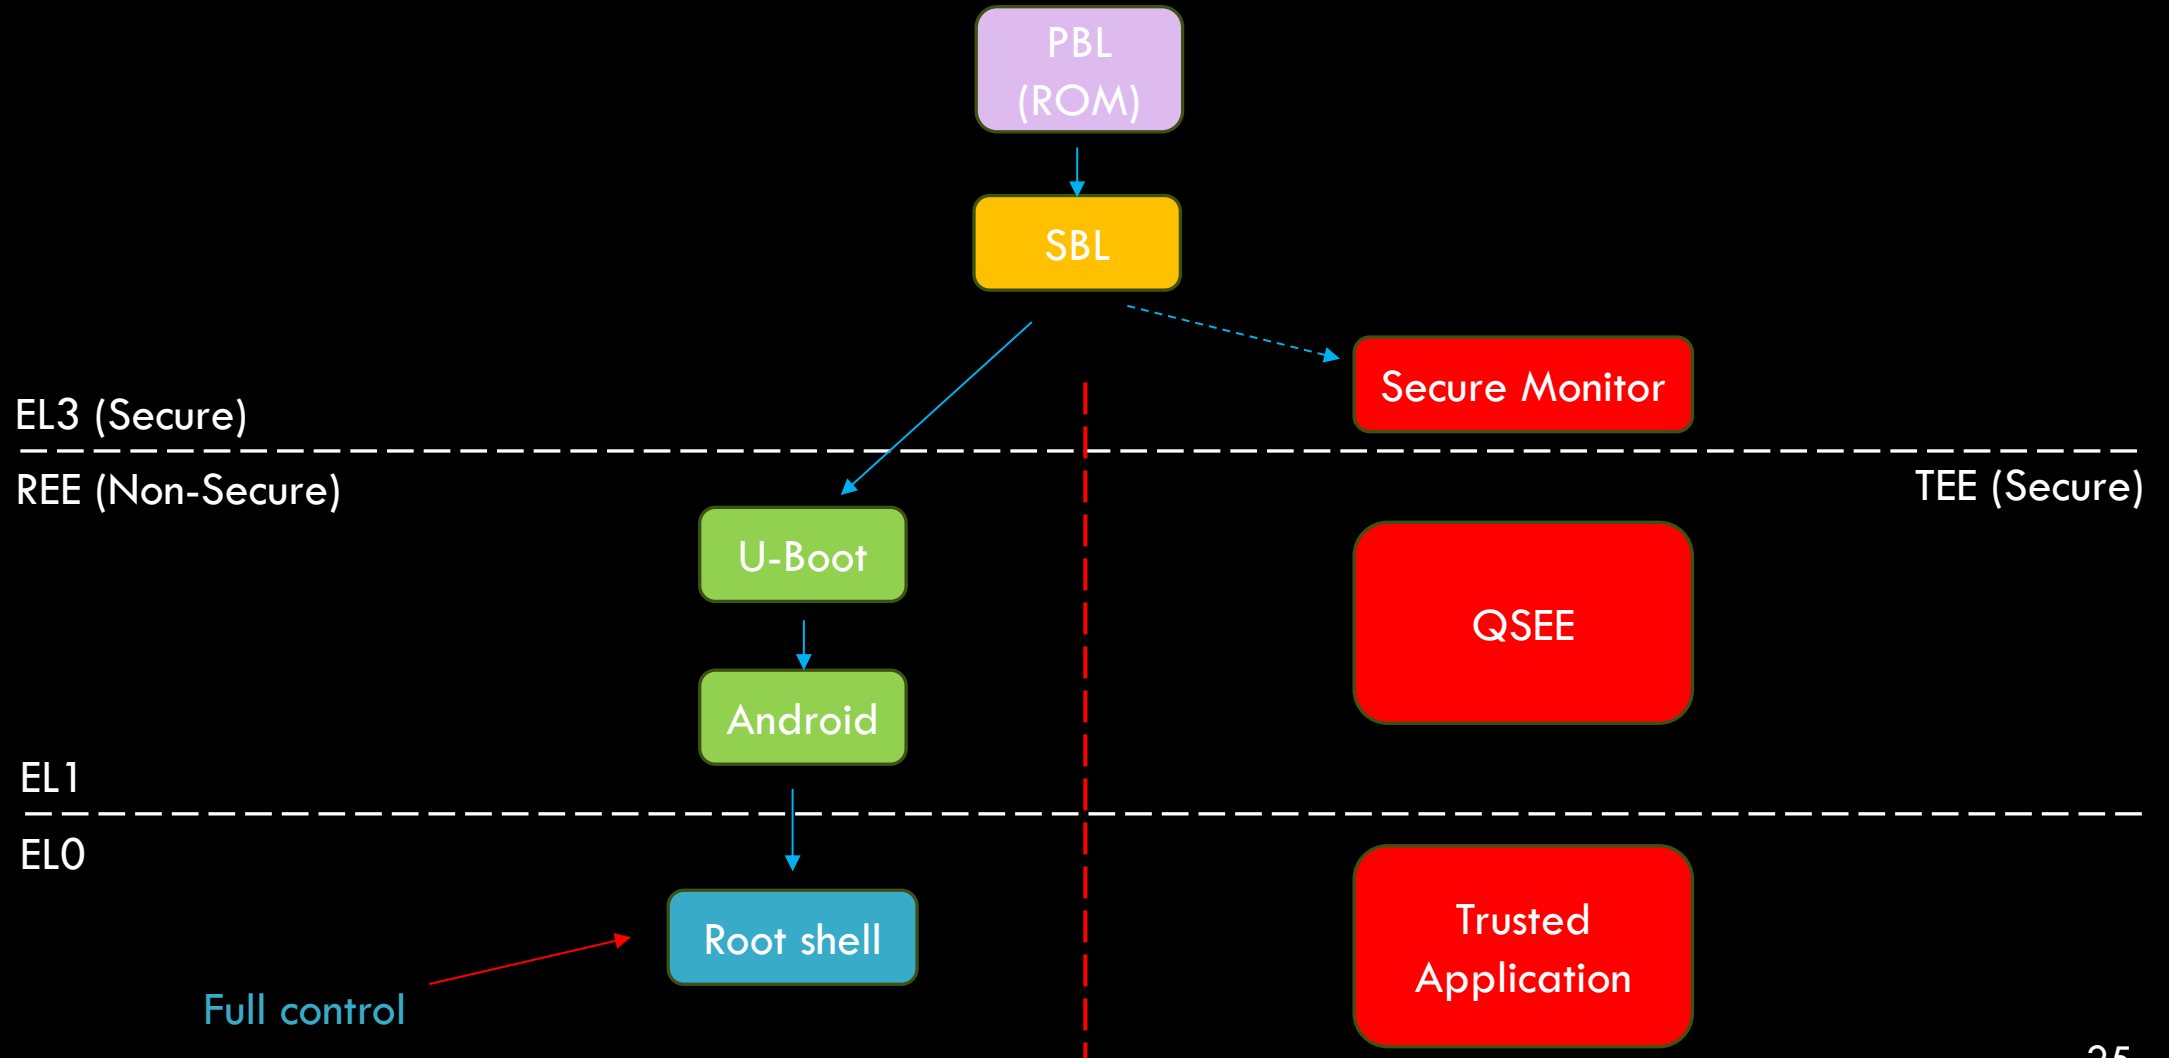 PBL
(ROM)
SBL
Secure Monitor
EL3 (Secure)
REE (Non-Secure)
TEE (Secure)
U-Boot
QSEE
Android
EL1
EL0
Root shell
Trusted
Application
Full control
25